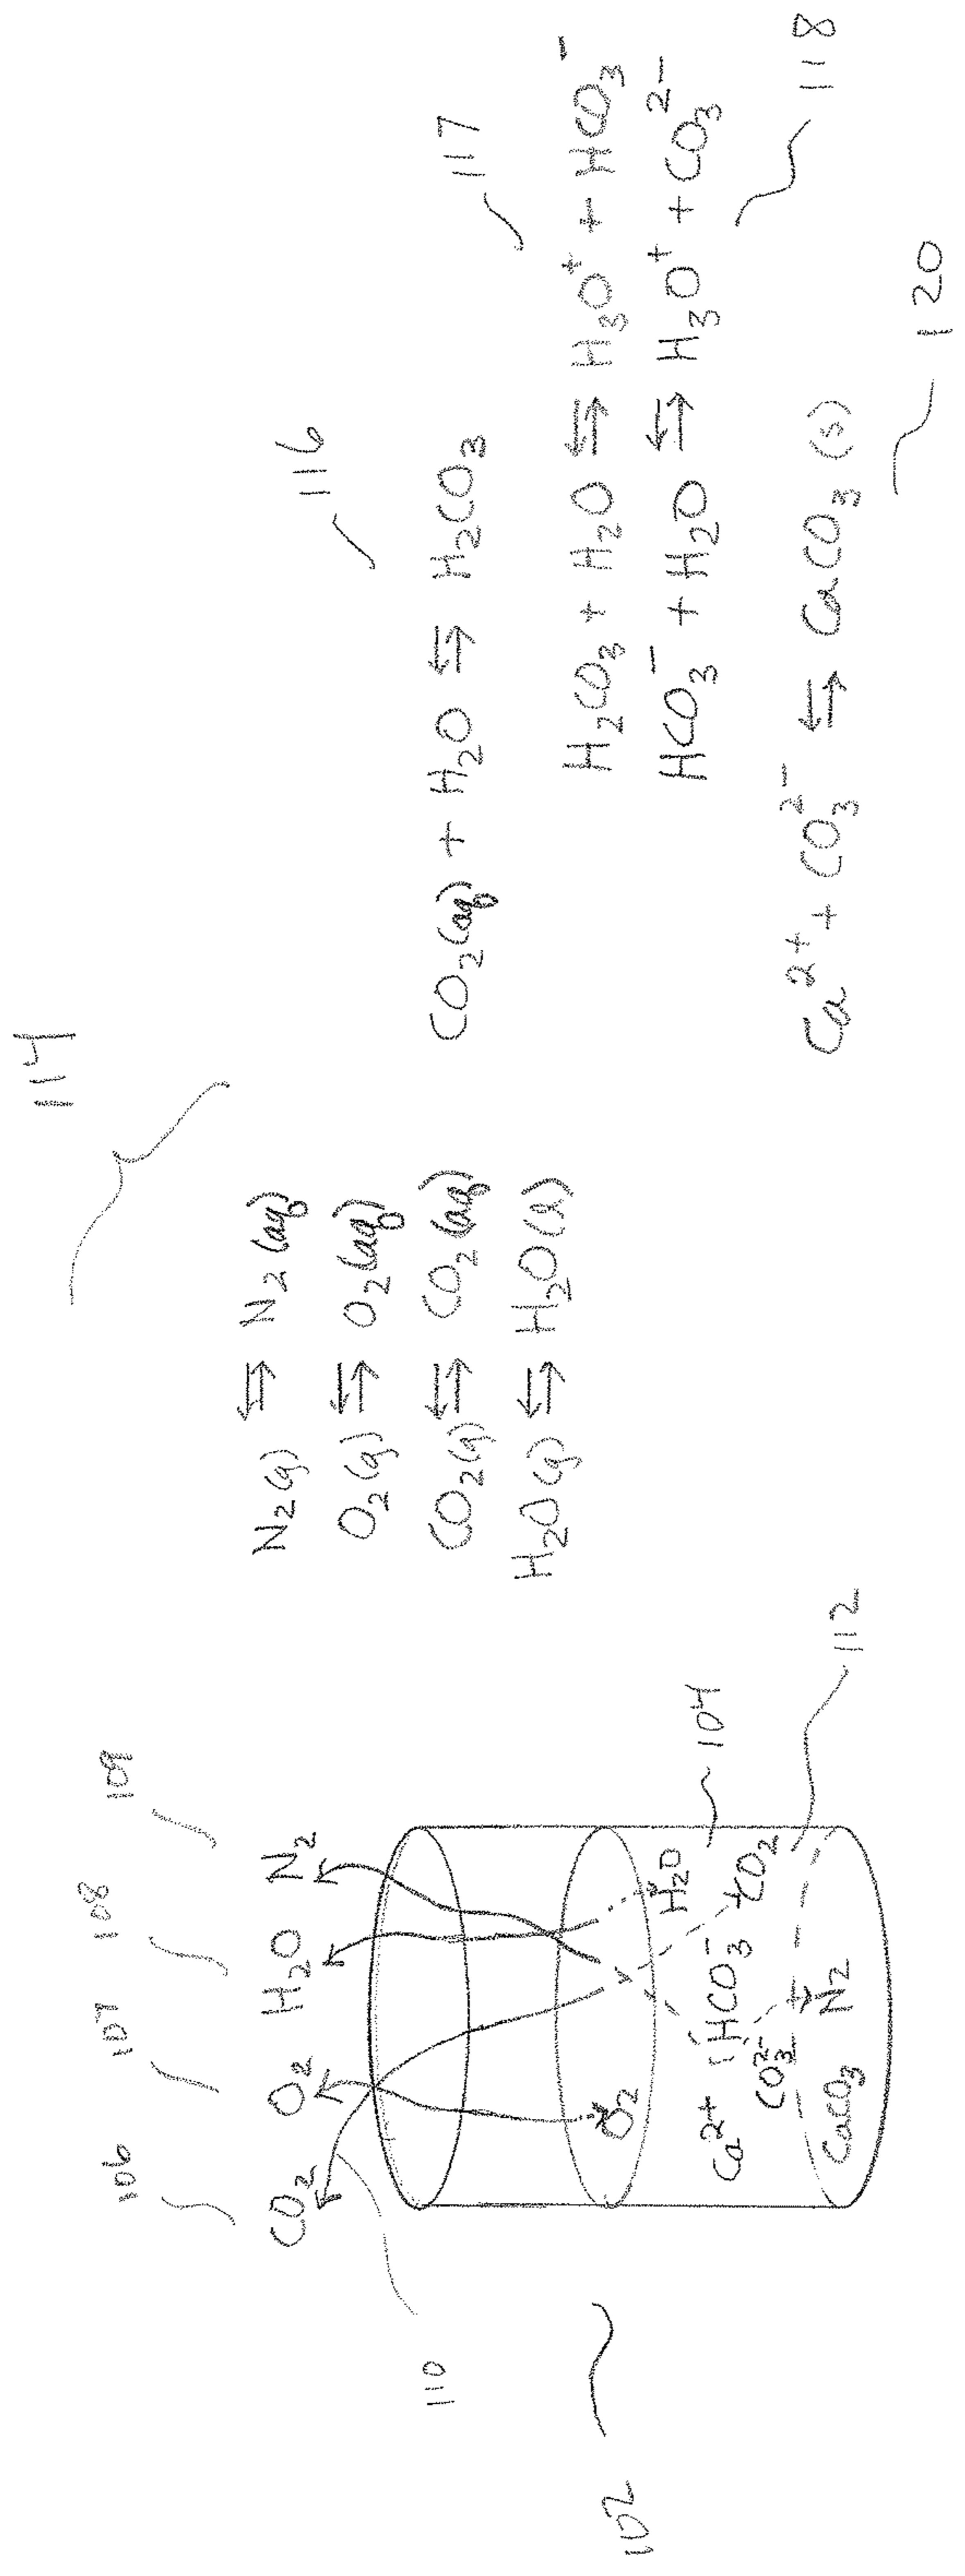 114
N2(g) ⇌ N2(aq)
O2(g) ⇌ O2(aq)
CO2(g) ⇌ CO2(aq)
H2O(g) ⇌ H2O(l)
116
CO2(aq) + H2O ⇌ H2CO3
117
H2CO3 + H2O ⇌ H3O+ + HCO3-
HCO3- + H2O ⇌ H3O+ + CO3 2-
118
Ca2+ + CO3 2- ⇌ CaCO3(s)
120
106
107
108
109
CO2
O2
H2O
N2
110
102
O2
H2O
104
Ca2+
HCO3-
CO2
CO3 2-
CaCO3
N2
112